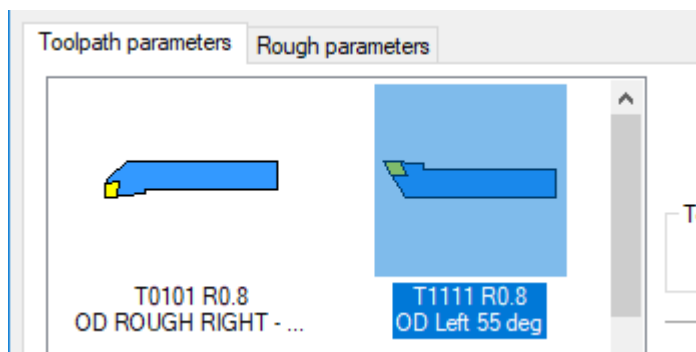 Toolpath parameters
Rough parameters
T0101 R0.8
OD ROUGH RIGHT - ...
T1111 R0.8
OD Left 55 deg